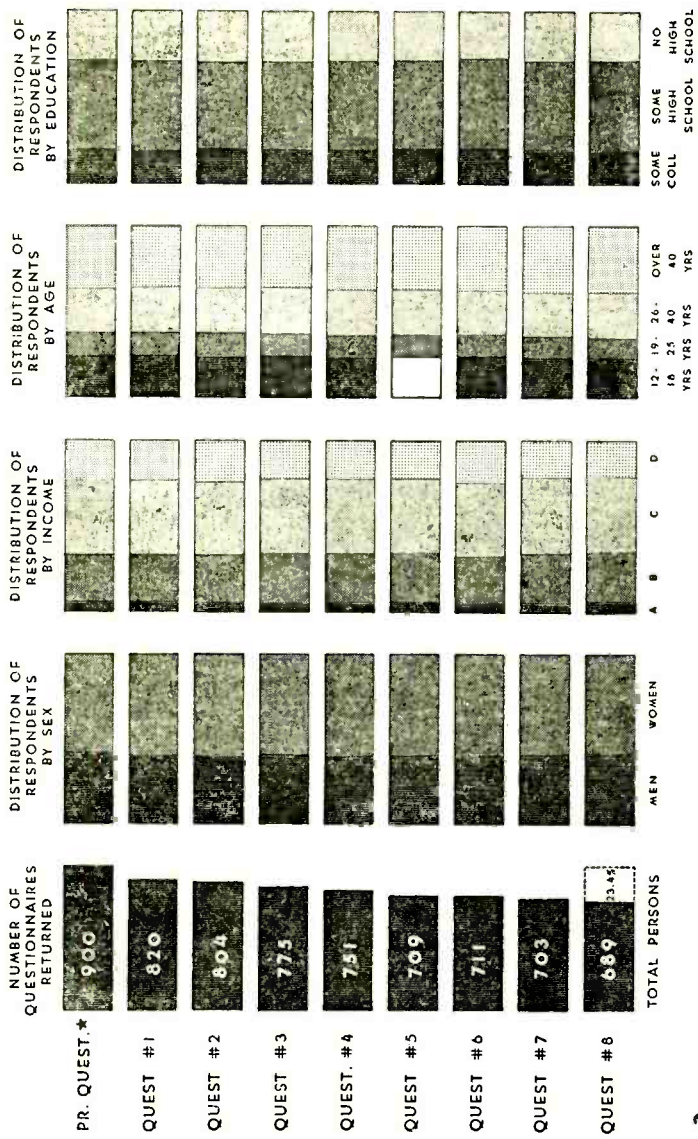 NUMBER OF
QUESTIONNAIRES
RETURNED
DISTRIBUTION OF
RESPONDENTS
BY SEX
DISTRIBUTION OF
RESPONDENTS
BY INCOME
DISTRIBUTION OF
RESPONDENTS
BY AGE
DISTRIBUTION OF
RESPONDENTS
BY EDUCATION
PR. QUEST.★
900
QUEST #1
820
QUEST #2
804
QUEST #3
775
QUEST. #4
751
QUEST #5
709
QUEST #6
711
QUEST #7
703
QUEST #8
689
23.4%
TOTAL PERSONS
MEN WOMEN
A B C D
12- 19- 26- OVER
18 25 40 40
YRS YRS YRS YRS
SOME SOME NO
COLL HIGH HIGH
SCHOOL SCHOOL